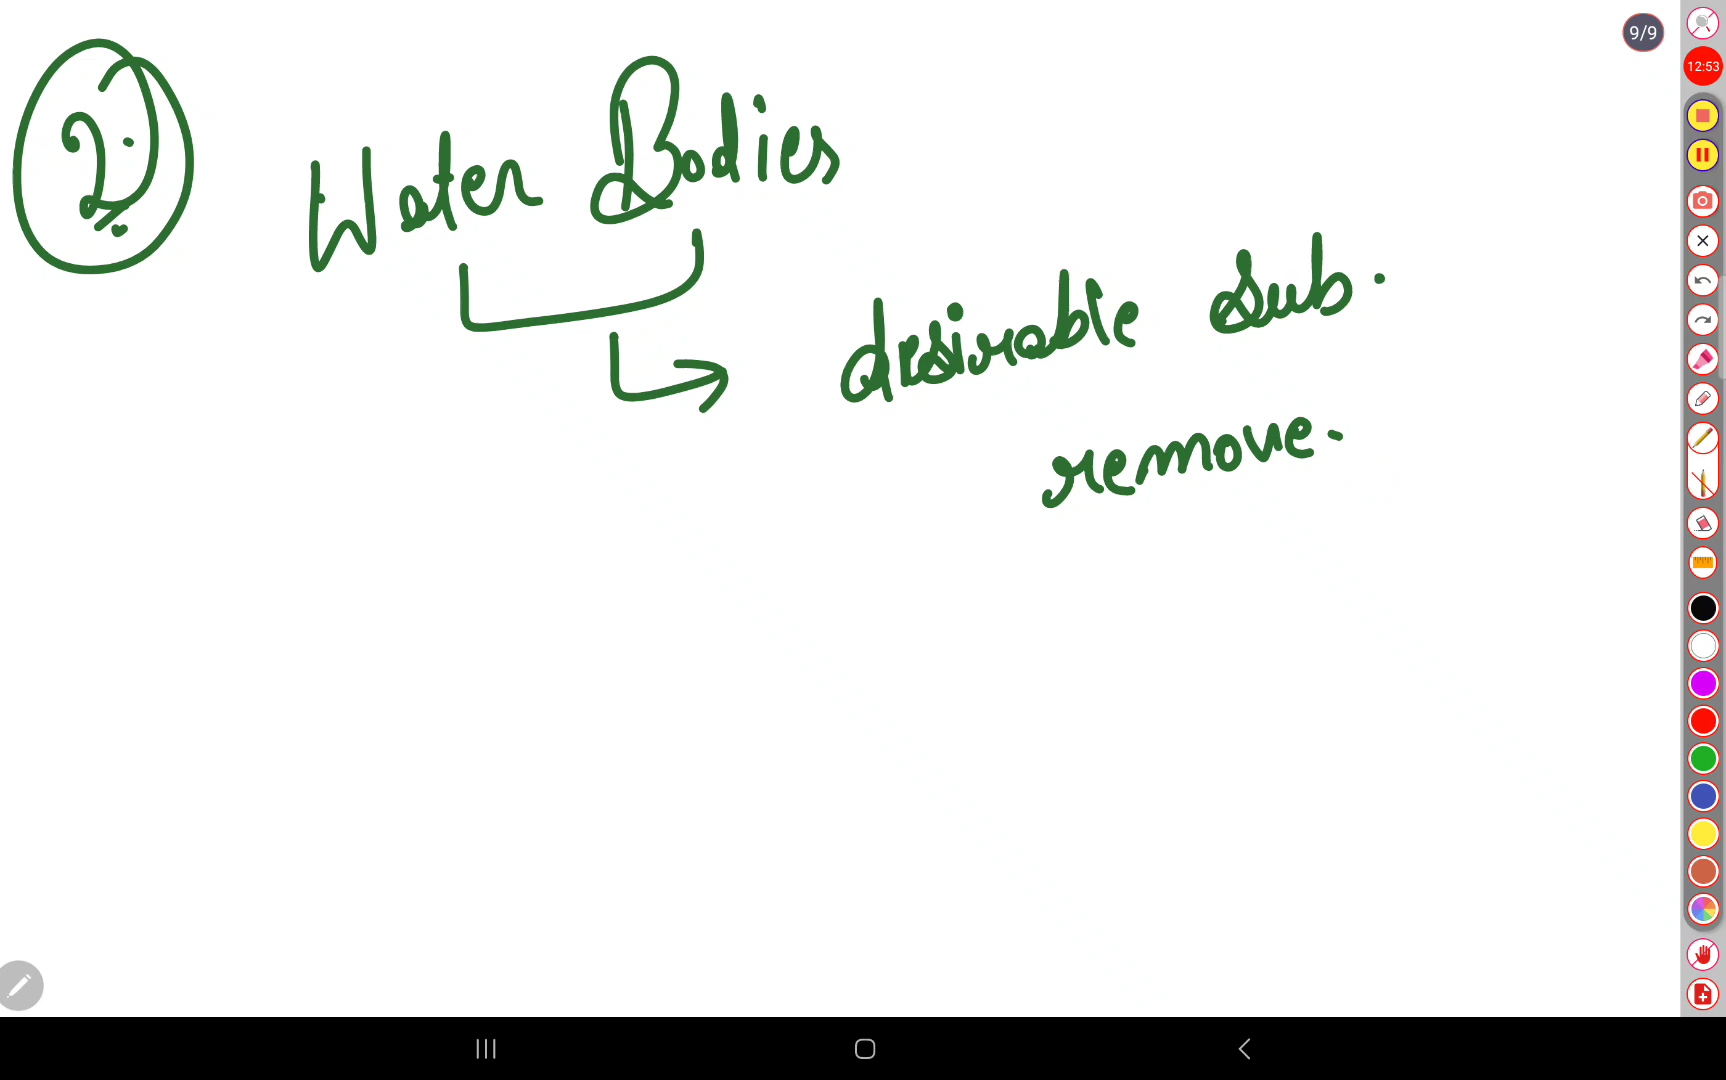 9/9
12:53
2.
Water Bodies
desirable sub.
remove.